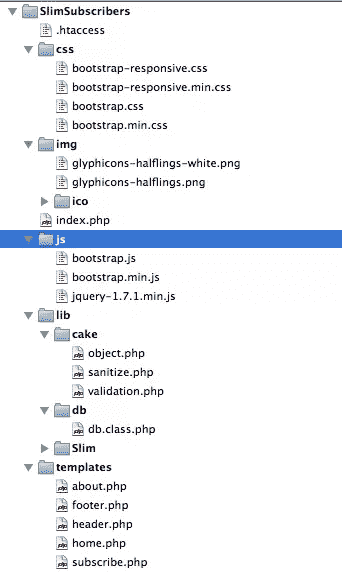 SlimSubscribers
.htaccess
css
bootstrap-responsive.css
bootstrap-responsive.min.css
bootstrap.css
bootstrap.min.css
img
glyphicons-halflings-white.png
glyphicons-halflings.png
ico
index.php
js
bootstrap.js
bootstrap.min.js
jquery-1.7.1.min.js
lib
cake
object.php
sanitize.php
validation.php
db
db.class.php
Slim
templates
about.php
footer.php
header.php
home.php
subscribe.php